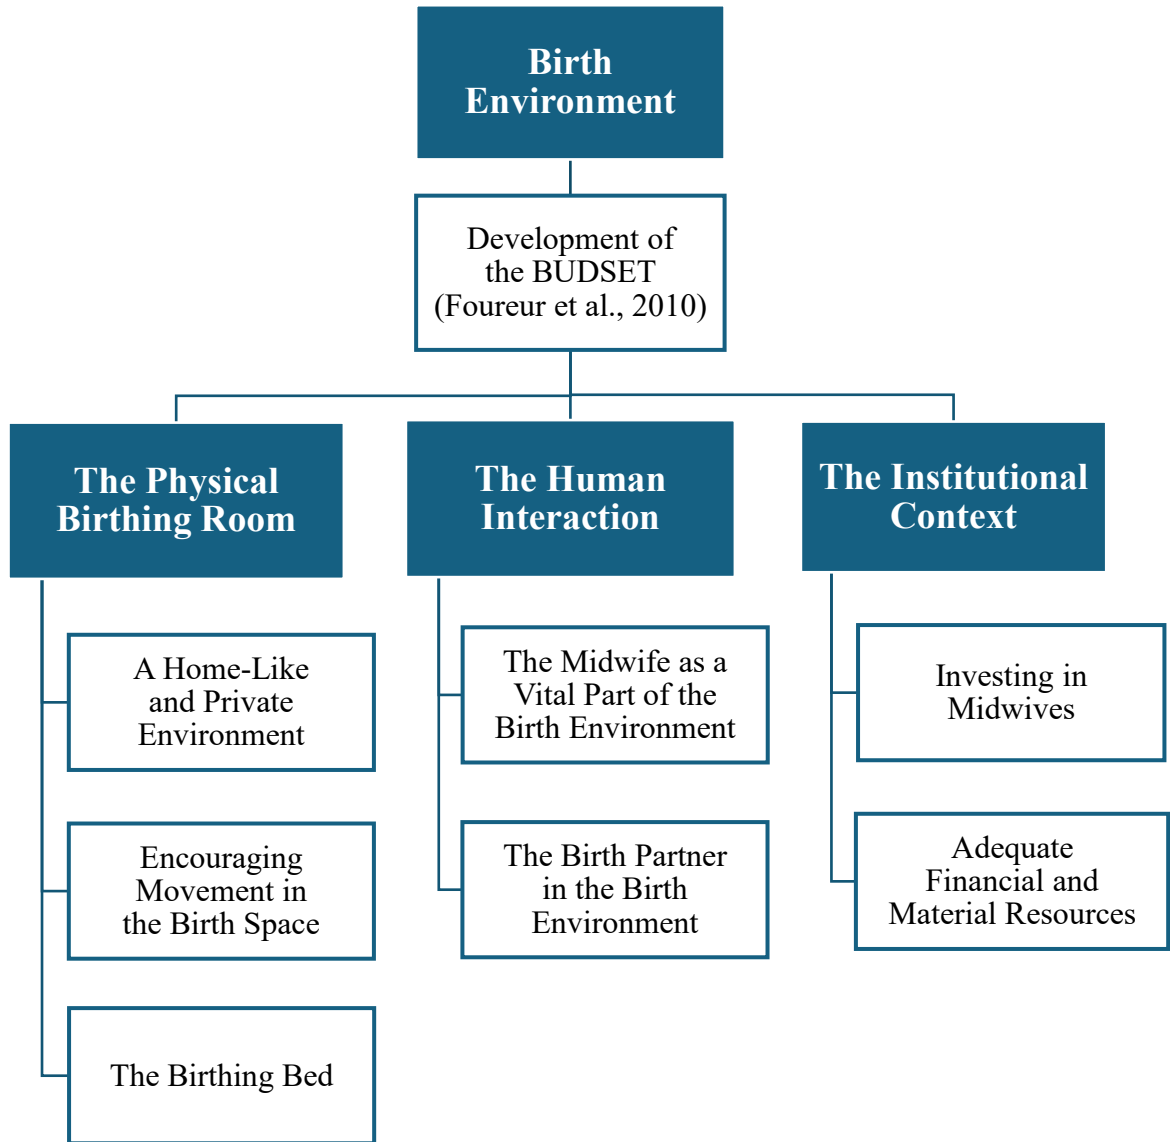 Birth
Environment
Development of
the BUDSET
(Foureur et al., 2010)
The Physical
Birthing Room
A Home-Like
and Private
Environment
Encouraging
Movement in
the Birth Space
The Birthing Bed
The Human
Interaction
The Midwife as a
Vital Part of the
Birth Environment
The Birth Partner
in the Birth
Environment
The Institutional
Context
Investing in
Midwives
Adequate
Financial and
Material Resources